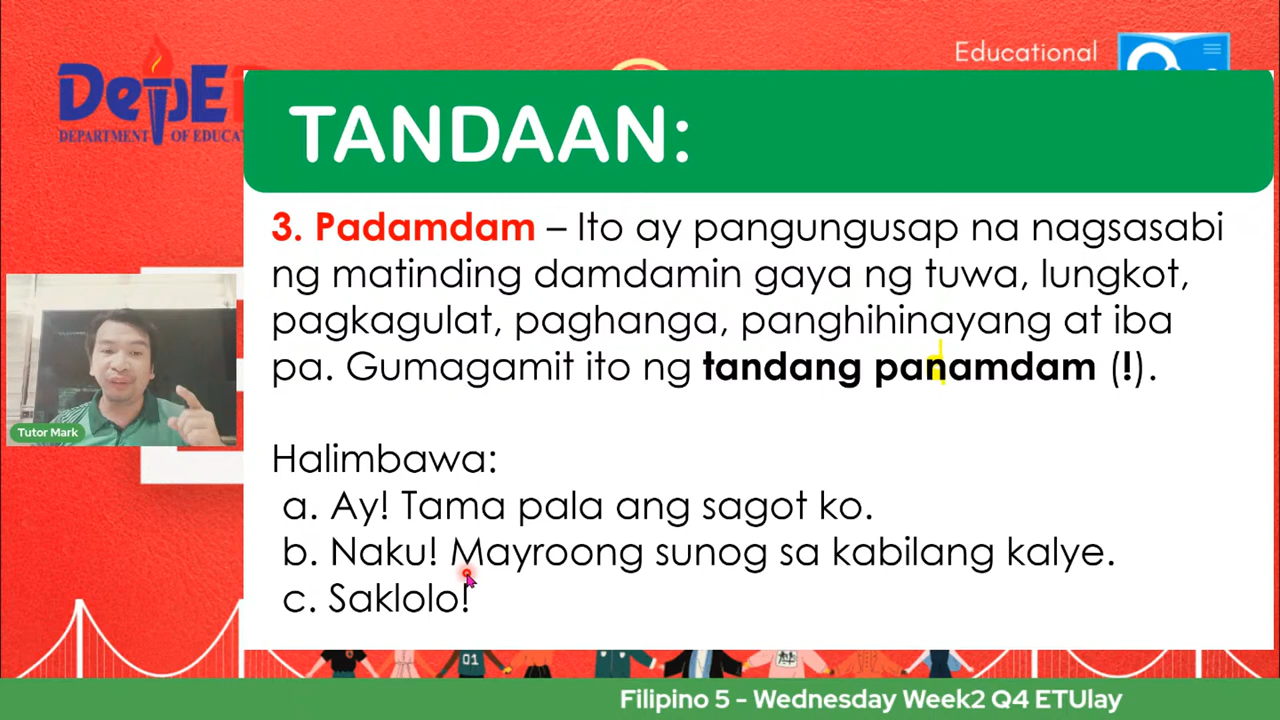 Educational
DepE
DEPARTMENT OF EDUCAT
TANDAAN:
3. Padamdam – Ito ay pangungusap na nagsasabi
ng matinding damdamin gaya ng tuwa, lungkot,
pagkagulat, paghanga, panghihinayang at iba
pa. Gumagamit ito ng tandang panamdam (!).
Tutor Mark
Halimbawa:
a. Ay! Tama pala ang sagot ko.
b. Naku! Mayroong sunog sa kabilang kalye.
c. Saklolo!
01
Filipino 5 - Wednesday Week2 Q4 ETUlay